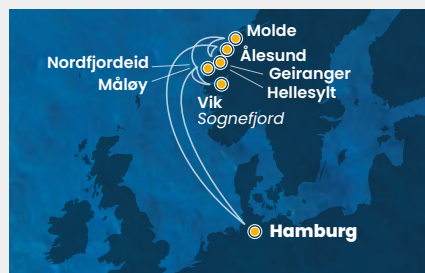 Molde
Ålesund
Nordfjordeid
Geiranger
Måløy
Hellesylt
Vik
Sognefjord
Hamburg